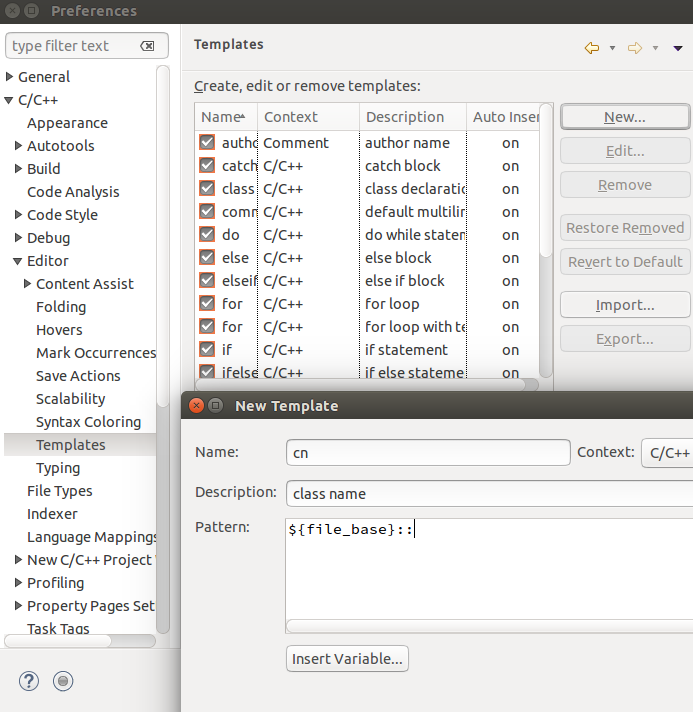 Preferences
type filter text
General
C/C++
Appearance
Autotools
Build
Code Analysis
Code Style
Debug
Editor
Content Assist
Folding
Hovers
Mark Occurrences
Save Actions
Scalability
Syntax Coloring
Templates
Typing
File Types
Indexer
Language Mappings
New C/C++ Project
Profiling
Property Pages Set
Task Tags
Templates
Create, edit or remove templates:
Name Context Description Auto Inser
autho Comment author name on
catch C/C++ catch block on
class C/C++ class declaratio on
comm C/C++ default multilin on
do C/C++ do while statem on
else C/C++ else block on
elseif C/C++ else if block on
for C/C++ for loop on
for C/C++ for loop with te on
if C/C++ if statement on
ifelse C/C++ if else stateme on
New...
Edit...
Remove
Restore Removed
Revert to Default
Import...
Export...
New Template
Name: cn Context: C/C++
Description: class name
Pattern: ${file_base}::
Insert Variable...
?